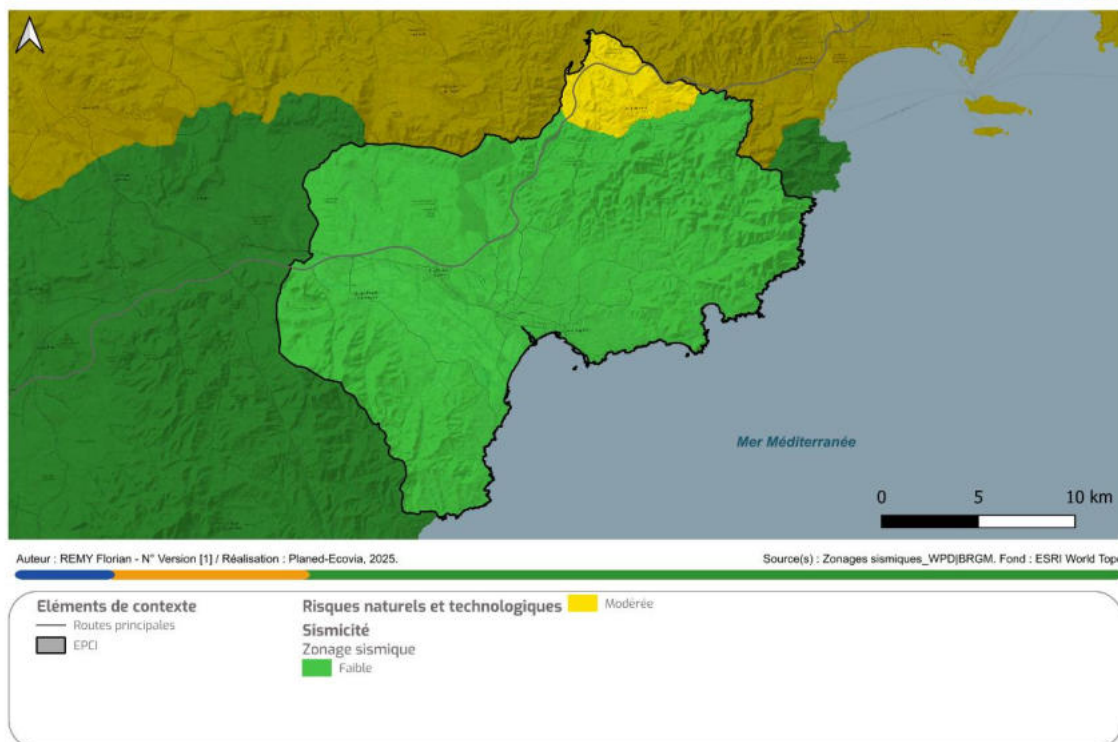 Mer Méditerranée
0 5 10 km
Auteur : REMY Florian - N° Version [1] / Réalisation : Planed-Ecovia, 2025.
Source(s) : Zonages sismiques_WPD|BRGM. Fond : ESRI World Topo
Eléments de contexte
Routes principales
EPCI
Risques naturels et technologiques
Sismicité
Zonage sismique
Faible
Modérée